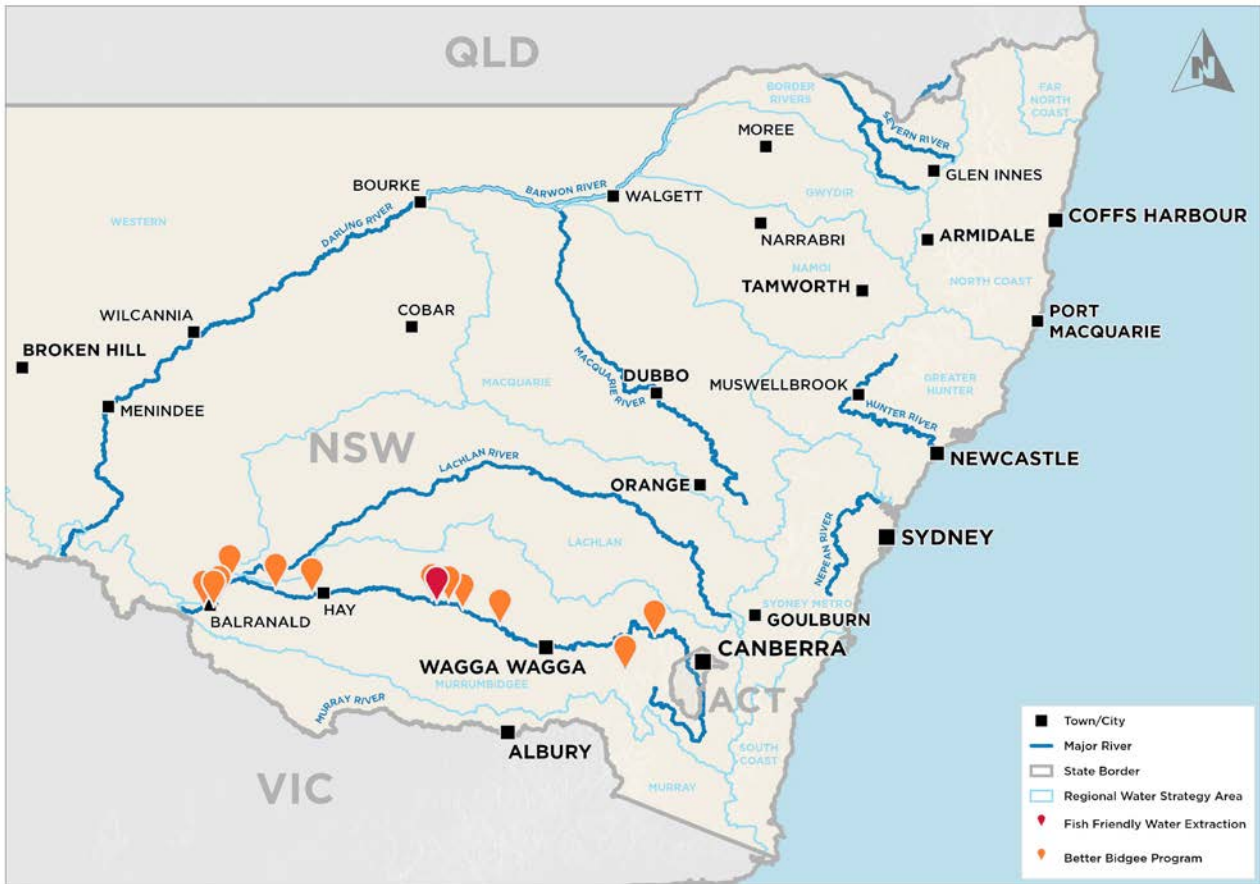 QLD
N
BORDER
RIVERS
FAR
NORTH
COAST
SEVERN RIVER
MOREE
GLEN INNES
BOURKE
BARWON RIVER
WALGETT
GWYDIR
WESTERN
DARLING RIVER
NARRABRI
ARMIDALE
COFFS HARBOUR
NAMOI
TAMWORTH
NORTH COAST
WILCANNIA
COBAR
PORT
MACQUARIE
BROKEN HILL
MENINDEE
MACQUARIE
MACQUARIE RIVER
DUBBO
MUSWELLBROOK
GREATER
HUNTER
HUNTER RIVER
NSW
LACHLAN RIVER
ORANGE
NEWCASTLE
SYDNEY
NEPEAN RIVER
LACHLAN
HAY
BALRANALD
SYDNEY METRO
GOULBURN
CANBERRA
WAGGA WAGGA
MURRUMBIDGEE
ACT
MURRAY RIVER
ALBURY
VIC
SOUTH
COAST
MURRAY
Town/City
Major River
State Border
Regional Water Strategy Area
Fish Friendly Water Extraction
Better Bidgee Program